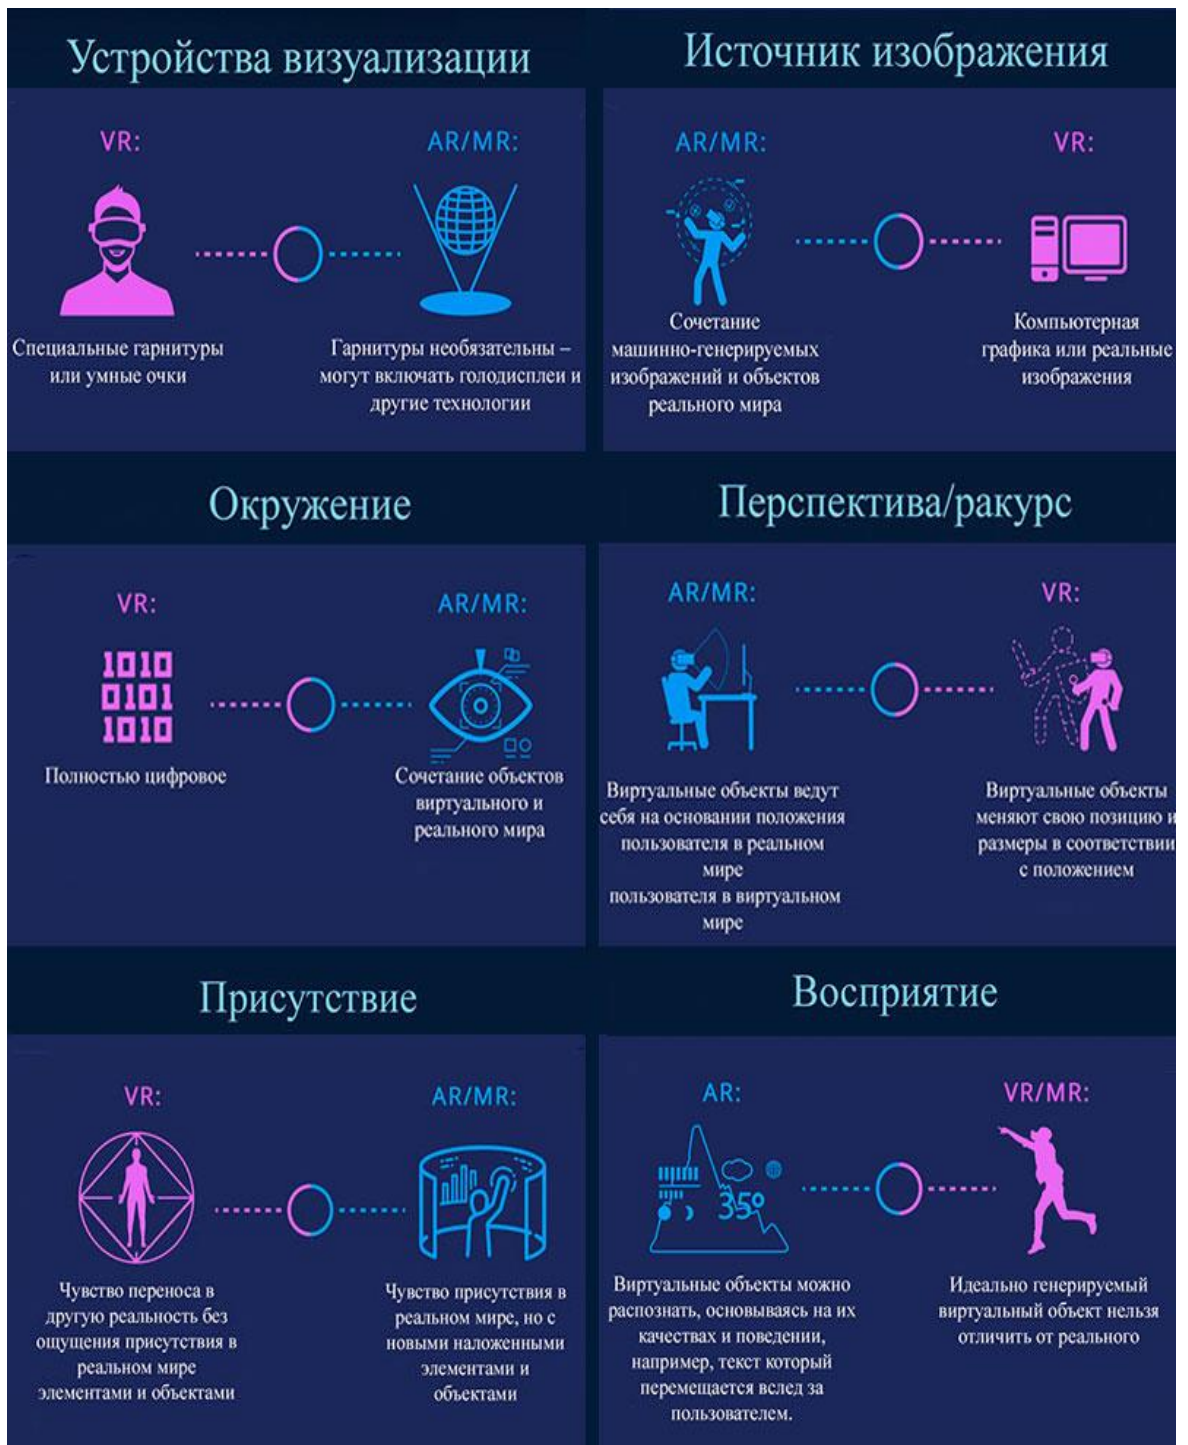 Устройства визуализации
VR:
Специальные гарнитуры
или умные очки
AR/MR:
Гарнитуры необязательны –
могут включать голодисплеи и
другие технологии
Источник изображения
AR/MR:
Сочетание
машинно-генерируемых
изображений и объектов
реального мира
VR:
Компьютерная
графика или реальные
изображения
Окружение
VR:
1010
0101
1010
Полностью цифровое
AR/MR:
Сочетание объектов
виртуального и
реального мира
Перспектива/ракурс
AR/MR:
Виртуальные объекты ведут
себя на основании положения
пользователя в реальном
мире
пользователя в виртуальном
мире
VR:
Виртуальные объекты
меняют свою позицию и
размеры в соответствии
с положением
Присутствие
VR:
Чувство переноса в
другую реальность без
ощущения присутствия в
реальном мире
элементами и объектами
AR/MR:
Чувство присутствия в
реальном мире, но с
новыми наложенными
элементами и
объектами
Восприятие
AR:
35°
Виртуальные объекты можно
распознать, основываясь на их
качествах и поведении,
например, текст который
перемещается вслед за
пользователем.
VR/MR:
Идеально генерируемый
виртуальный объект нельзя
отличить от реального